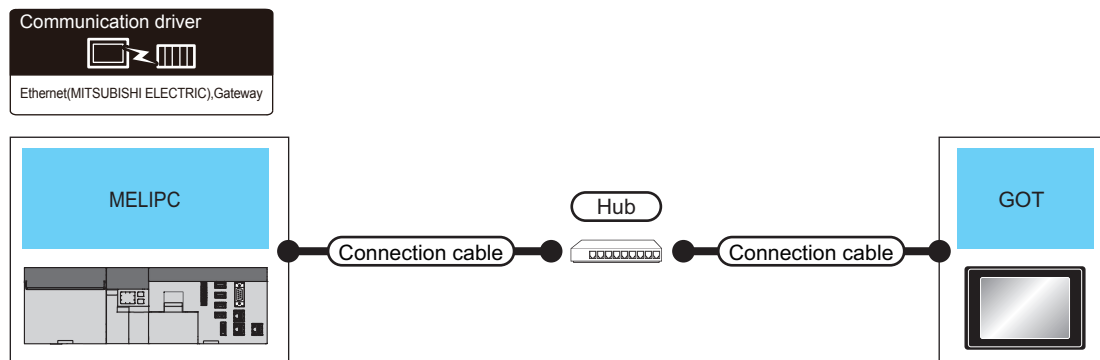 Communication driver
Ethernet(MITSUBISHI ELECTRIC),Gateway
MELIPC
Hub
GOT
Connection cable
Connection cable